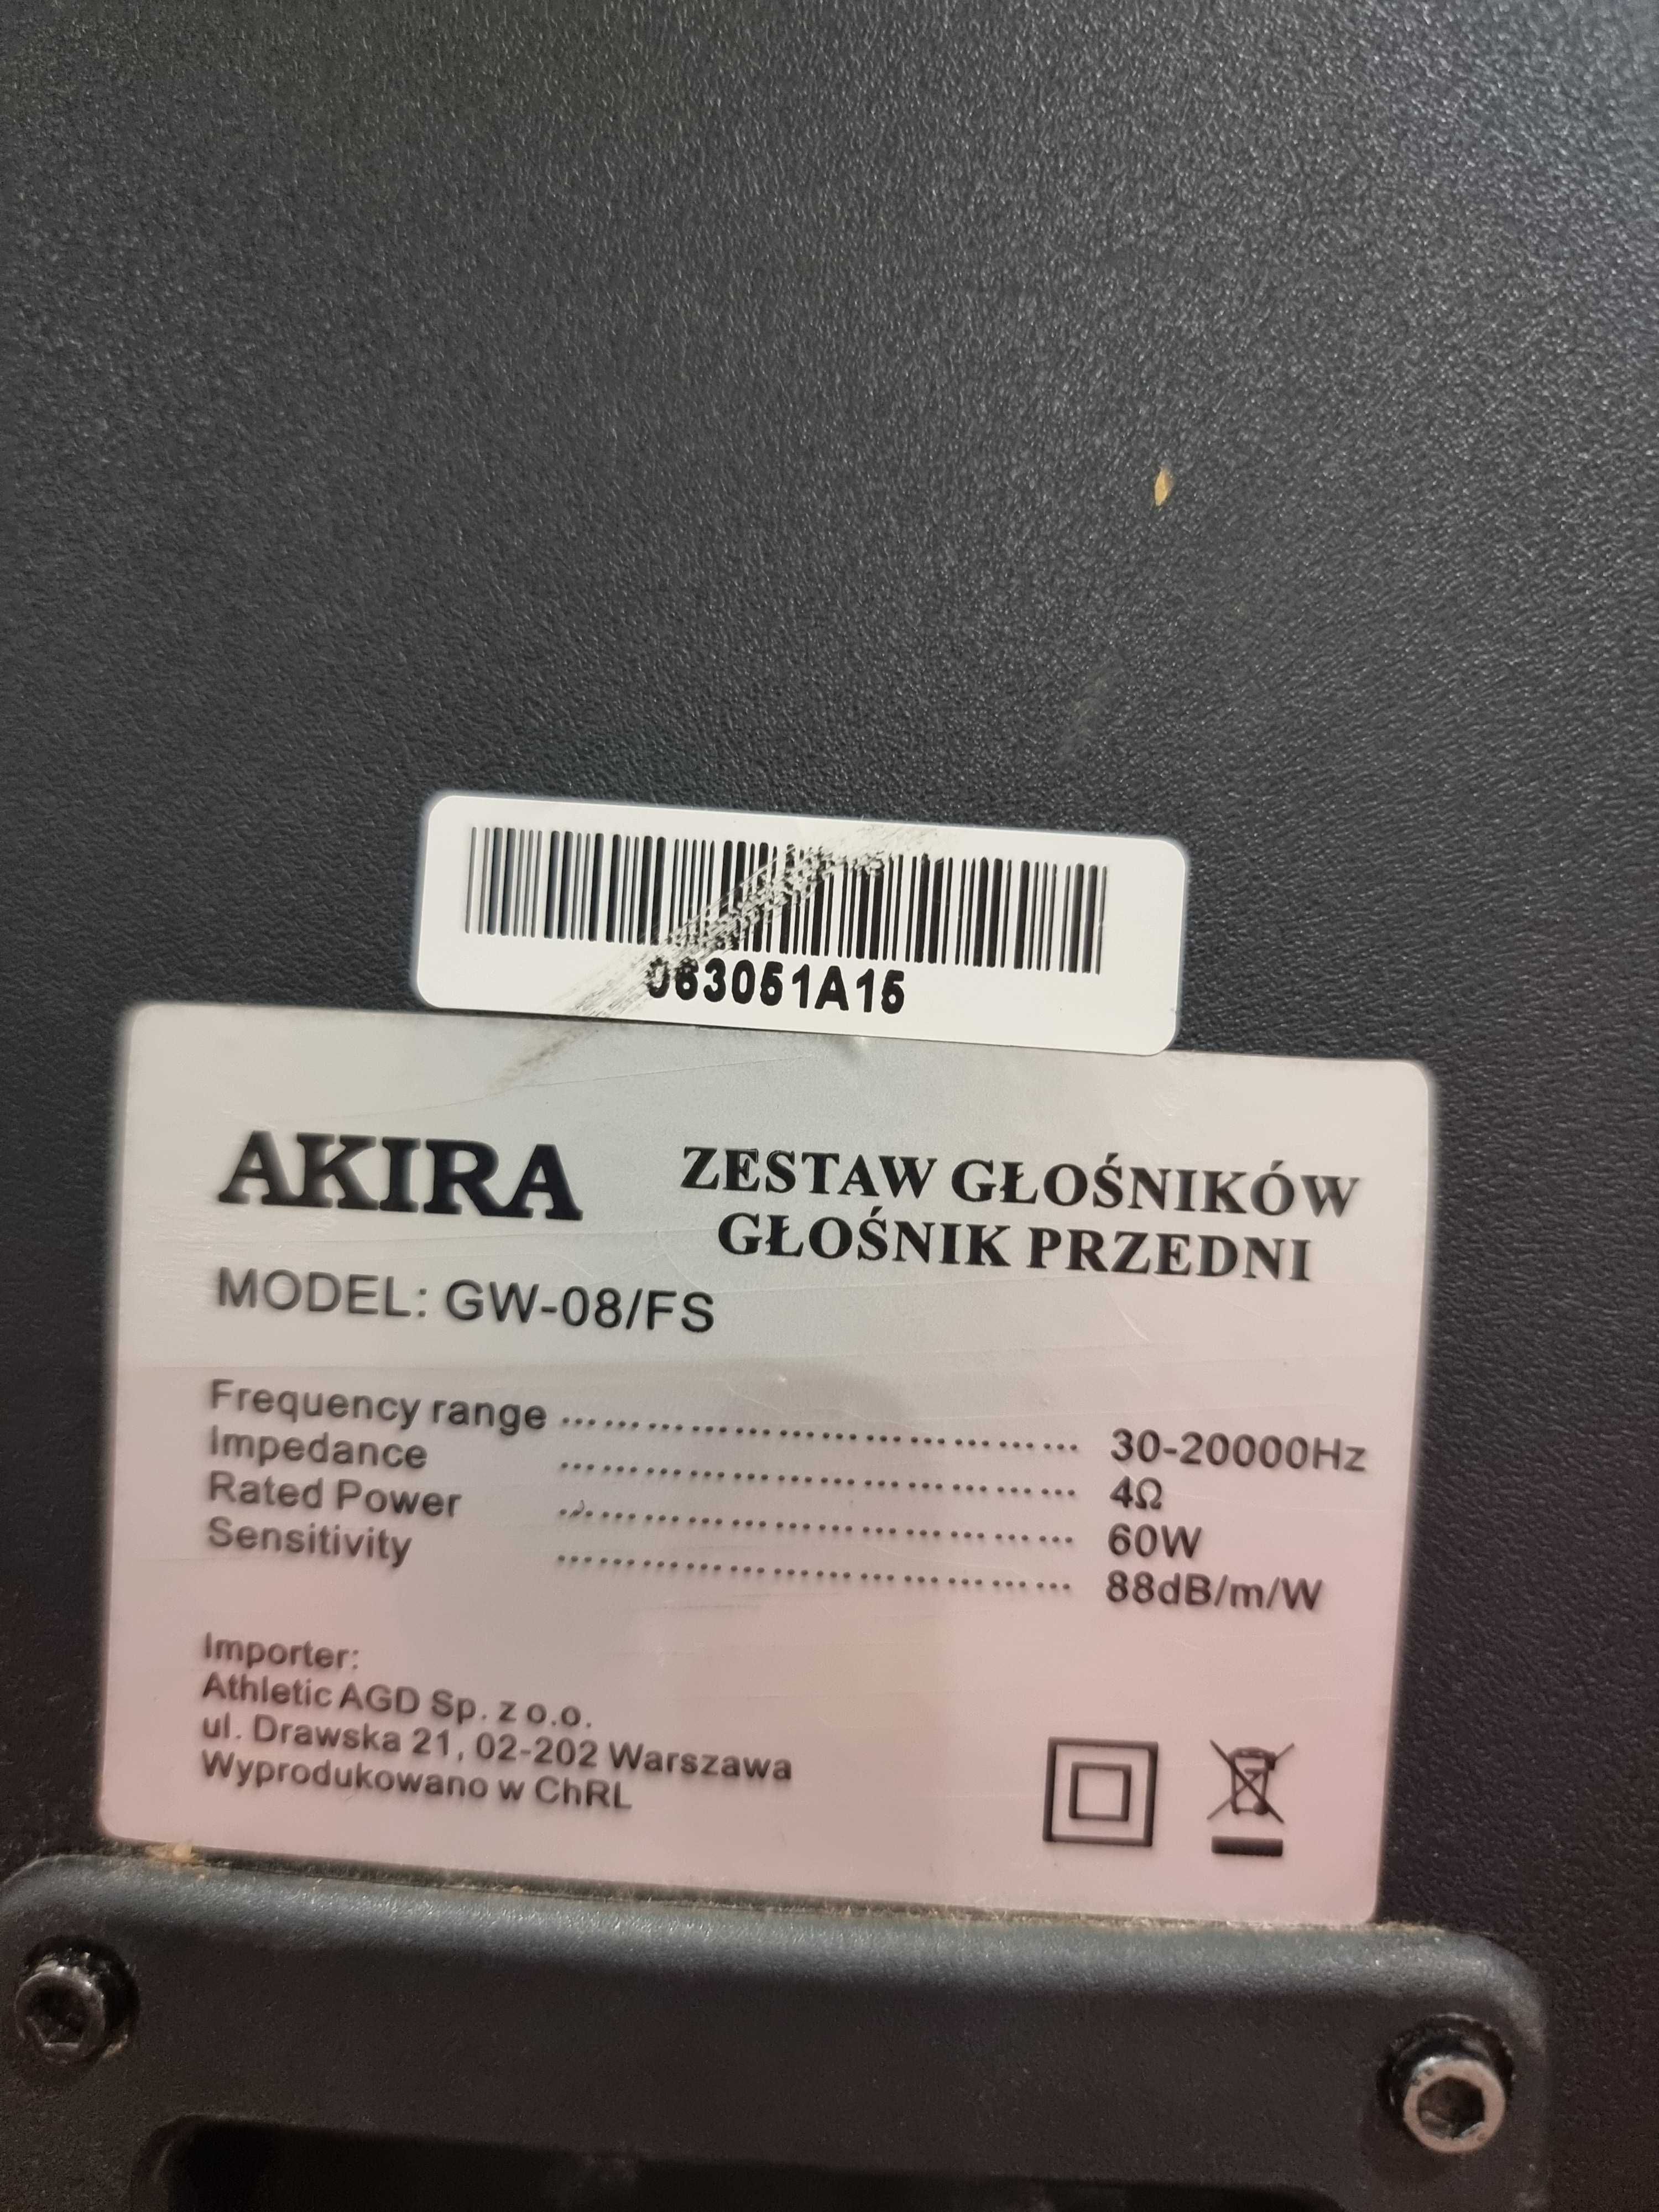 063051A15
AKIRA
ZESTAW GŁOŚNIKÓW
GŁOŚNIK PRZEDNI
MODEL: GW-08/FS
Frequency range .......................................... 30-20000Hz
Impedance .......................................... 4Ω
Rated Power .......................................... 60W
Sensitivity .......................................... 88dB/m/W
Importer:
Athletic AGD Sp. z o.o.
ul. Drawska 21, 02-202 Warszawa
Wyprodukowano w ChRL